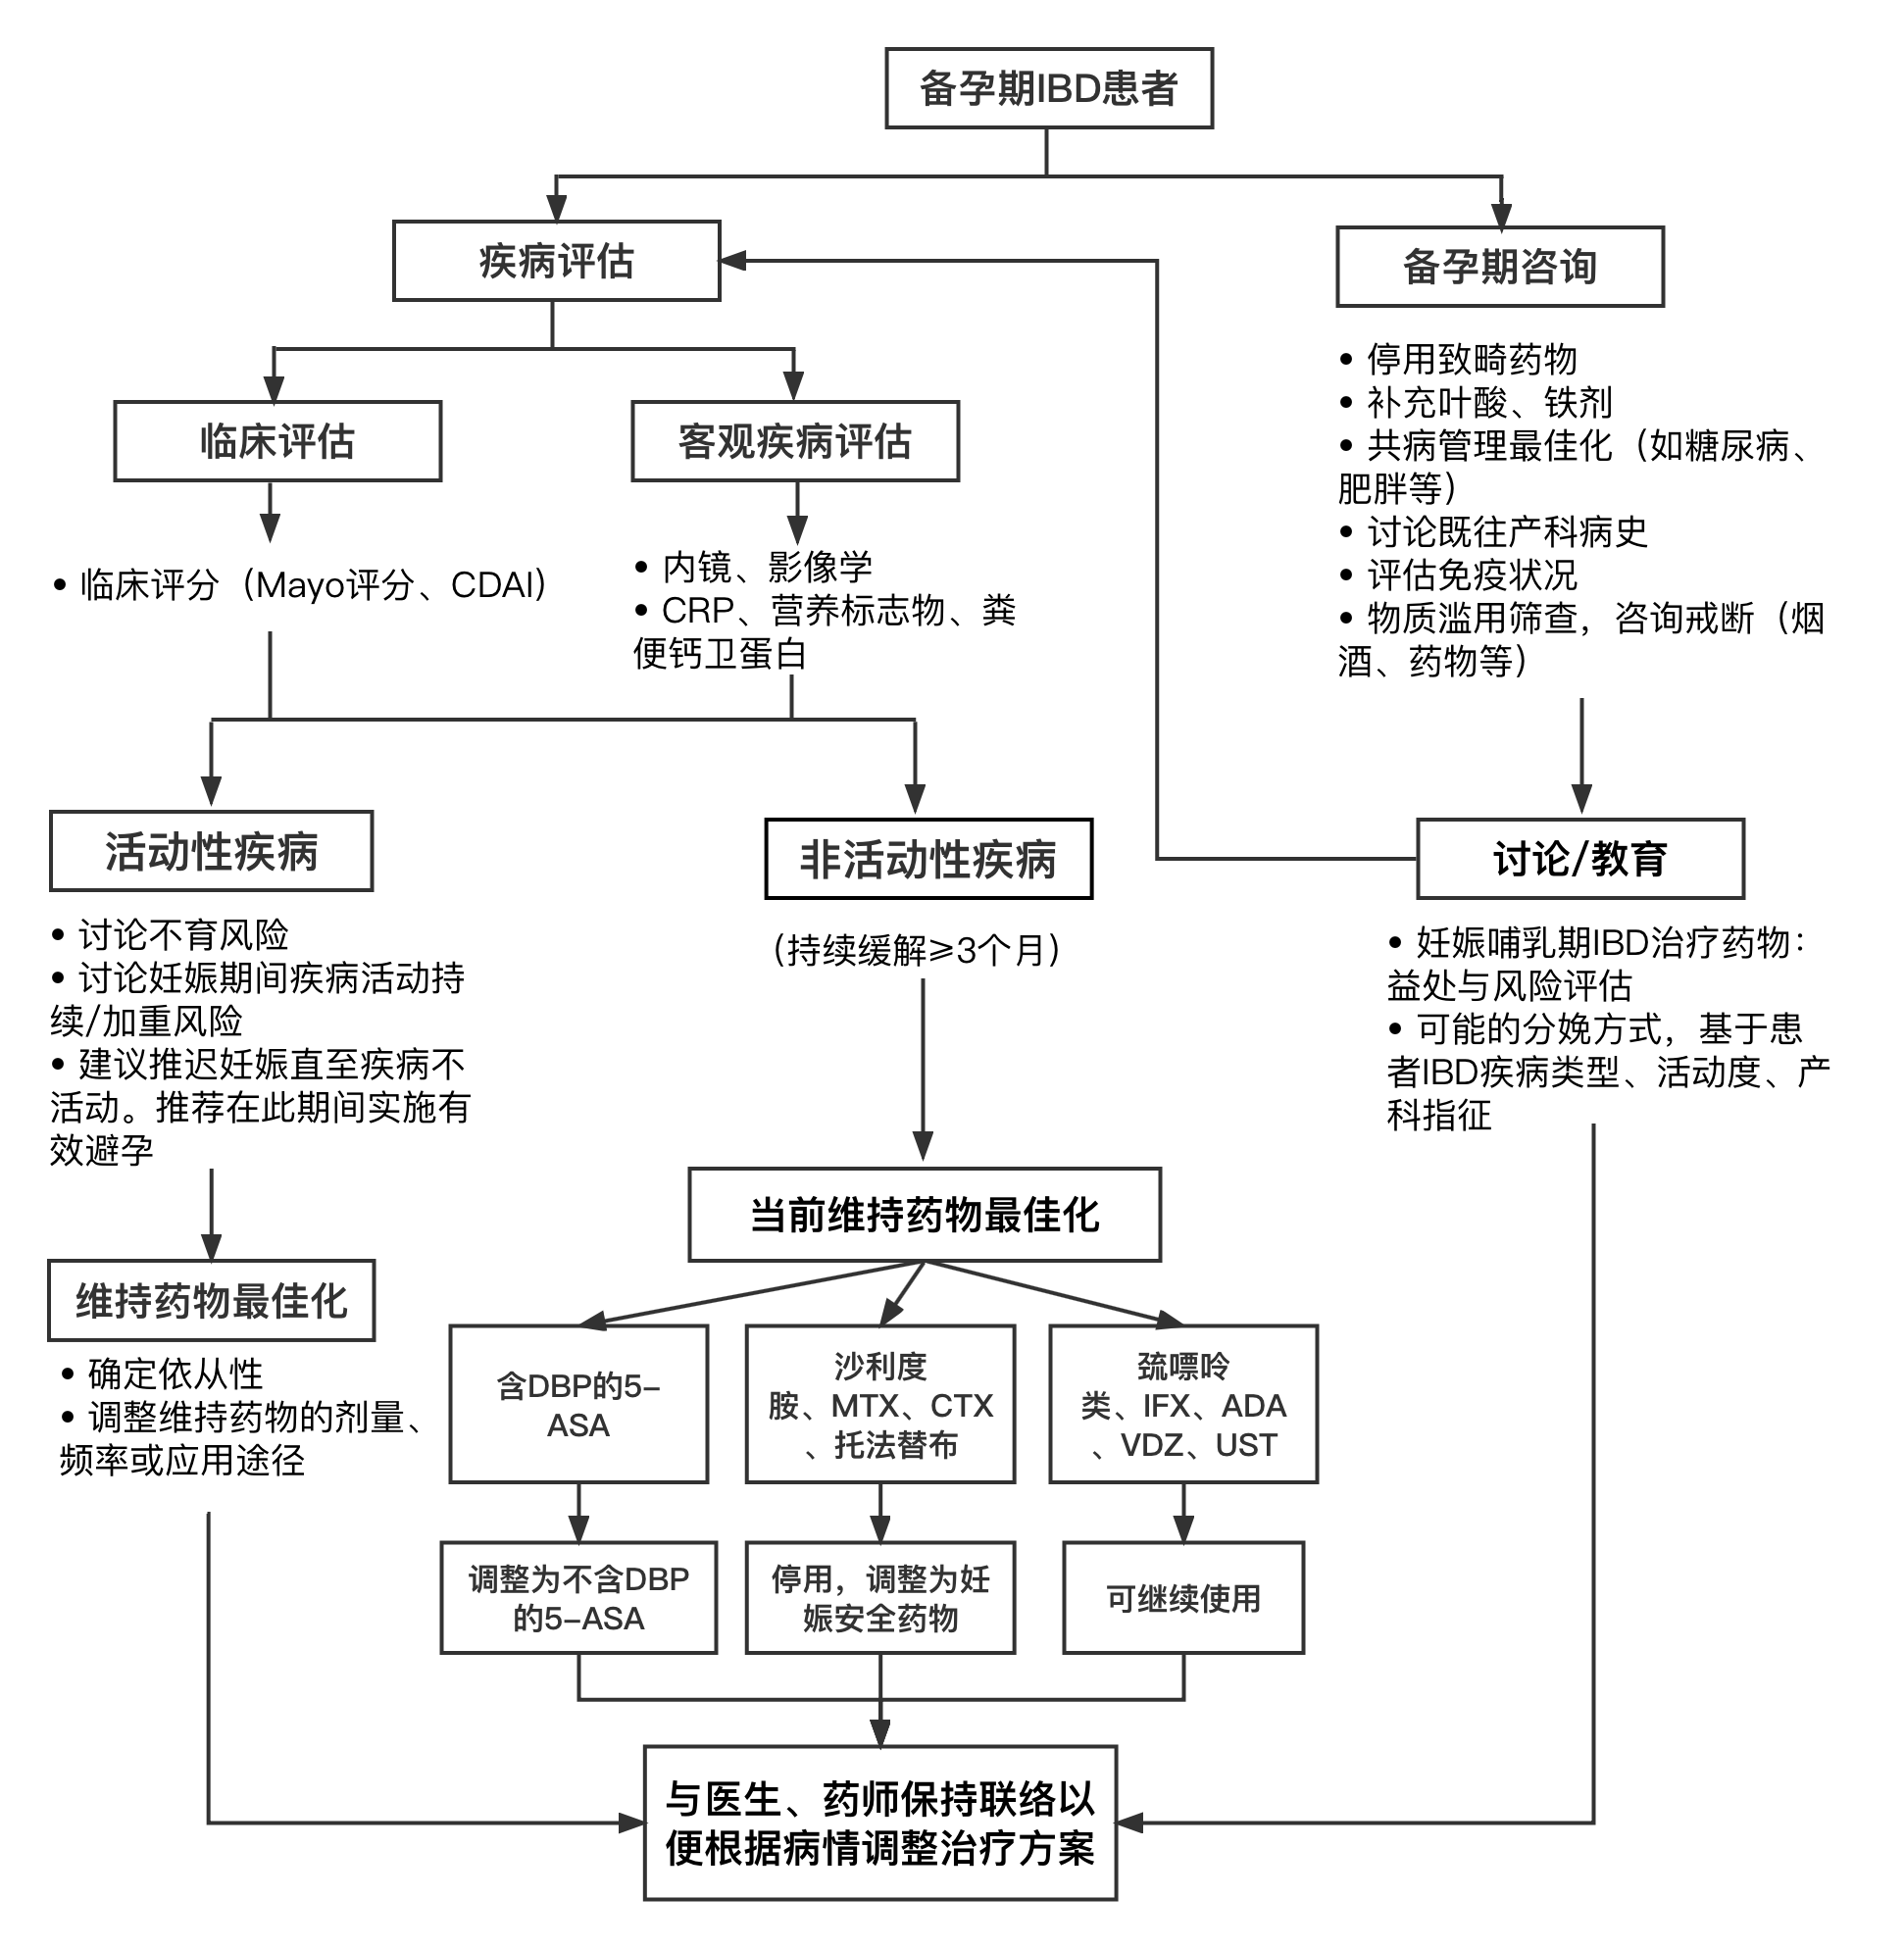 备孕期IBD患者
疾病评估
备孕期咨询
临床评估
客观疾病评估
• 停用致畸药物
• 补充叶酸、铁剂
• 共病管理最佳化（如糖尿病、
肥胖等）
• 讨论既往产科病史
• 评估免疫状况
• 物质滥用筛查，咨询戒断（烟
酒、药物等）
• 临床评分（Mayo评分、CDAI）
• 内镜、影像学
• CRP、营养标志物、粪
便钙卫蛋白
活动性疾病
非活动性疾病
讨论/教育
• 讨论不育风险
• 讨论妊娠期间疾病活动持
续/加重风险
• 建议推迟妊娠直至疾病不
活动。推荐在此期间实施有
效避孕
（持续缓解≥3个月）
• 妊娠哺乳期IBD治疗药物：
益处与风险评估
• 可能的分娩方式，基于患
者IBD疾病类型、活动度、产
科指征
当前维持药物最佳化
维持药物最佳化
• 确定依从性
• 调整维持药物的剂量、
频率或应用途径
含DBP的5-
ASA
沙利度
胺、MTX、CTX
、托法替布
巯嘌呤
类、IFX、ADA
、VDZ、UST
调整为不含DBP
的5-ASA
停用，调整为妊
娠安全药物
可继续使用
与医生、药师保持联络以
便根据病情调整治疗方案